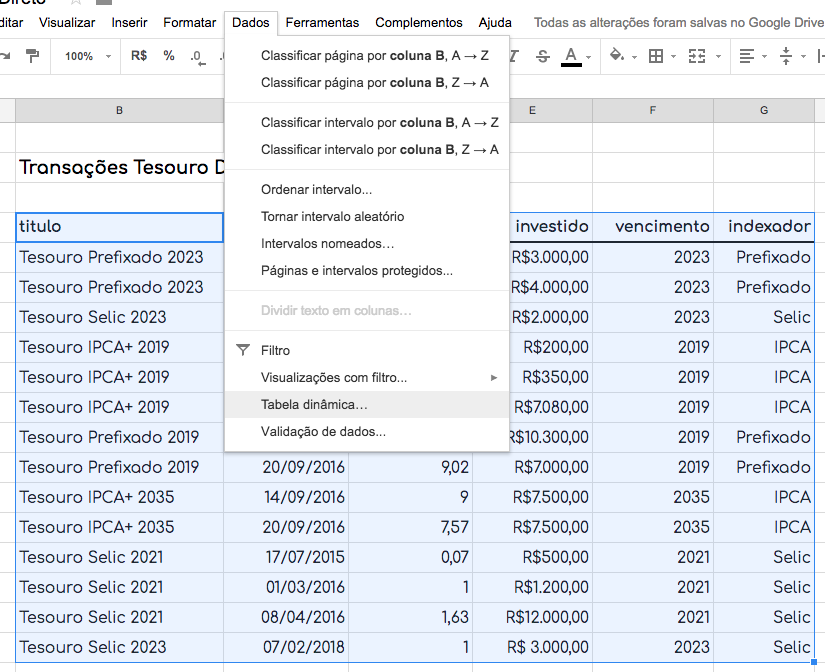 Direto
ditar Visualizar Inserir Formatar Dados Ferramentas Complementos Ajuda Todas as alterações foram salvas no Google Drive
100% R$ % .0 .0 I S A
Classificar página por coluna B, A → Z
Classificar página por coluna B, Z → A
Classificar intervalo por coluna B, A → Z
Classificar intervalo por coluna B, Z → A
Ordenar intervalo...
Tornar intervalo aleatório
Intervalos nomeados…
Páginas e intervalos protegidos...
Dividir texto em colunas…
Filtro
Visualizações com filtro... ►
Tabela dinâmica…
Validação de dados...
B E F G
Transações Tesouro D
titulo investido vencimento indexador
Tesouro Prefixado 2023 R$3.000,00 2023 Prefixado
Tesouro Prefixado 2023 R$4.000,00 2023 Prefixado
Tesouro Selic 2023 R$2.000,00 2023 Selic
Tesouro IPCA+ 2019 R$200,00 2019 IPCA
Tesouro IPCA+ 2019 R$350,00 2019 IPCA
Tesouro IPCA+ 2019 R$7.080,00 2019 IPCA
Tesouro Prefixado 2019 R$10.300,00 2019 Prefixado
Tesouro Prefixado 2019 20/09/2016 9,02 R$7.000,00 2019 Prefixado
Tesouro IPCA+ 2035 14/09/2016 9 R$7.500,00 2035 IPCA
Tesouro IPCA+ 2035 20/09/2016 7,57 R$7.500,00 2035 IPCA
Tesouro Selic 2021 17/07/2015 0,07 R$500,00 2021 Selic
Tesouro Selic 2021 01/03/2016 1 R$1.200,00 2021 Selic
Tesouro Selic 2021 08/04/2016 1,63 R$12.000,00 2021 Selic
Tesouro Selic 2023 07/02/2018 1 R$ 3.000,00 2023 Selic